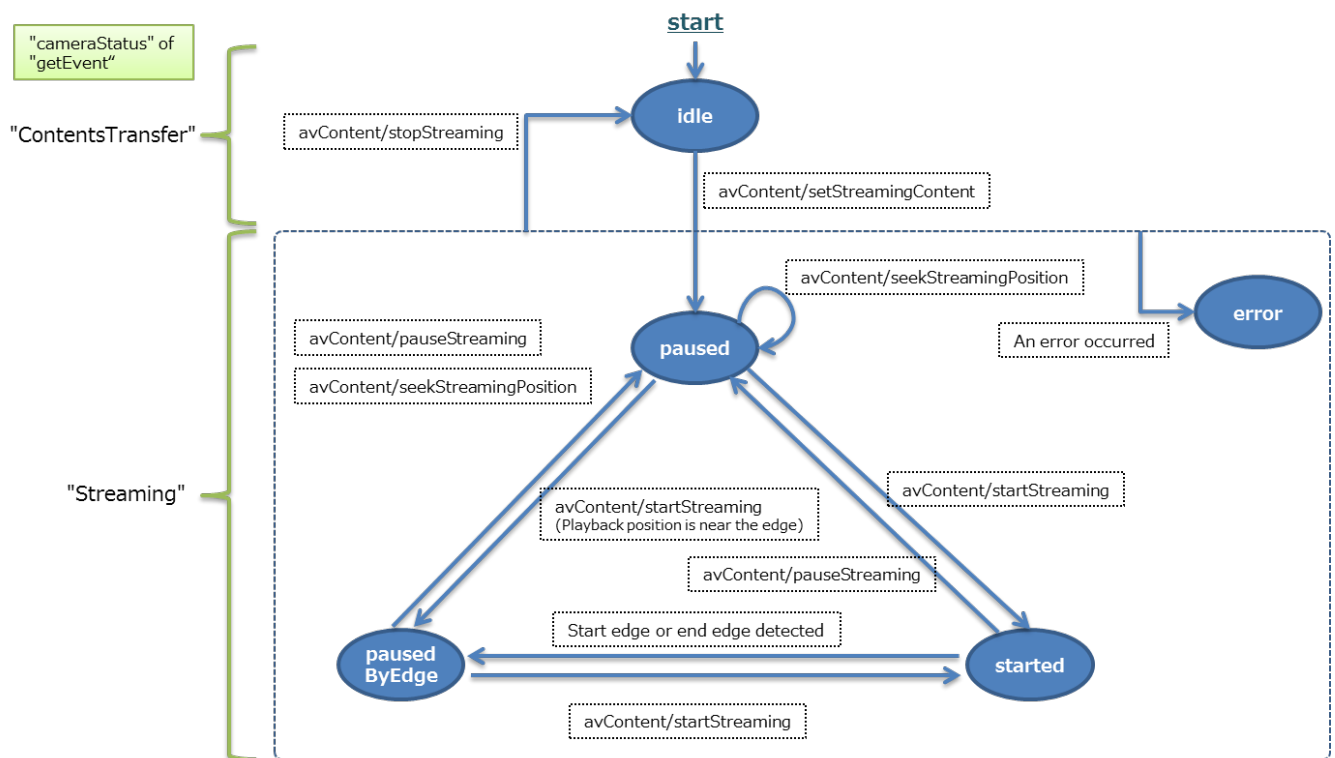 start
"cameraStatus" of
"getEvent“
idle
"ContentsTransfer"
avContent/stopStreaming
avContent/setStreamingContent
avContent/seekStreamingPosition
error
avContent/pauseStreaming
paused
An error occurred
avContent/seekStreamingPosition
"Streaming"
avContent/startStreaming
(Playback position is near the edge)
avContent/startStreaming
avContent/pauseStreaming
Start edge or end edge detected
paused
ByEdge
started
avContent/startStreaming